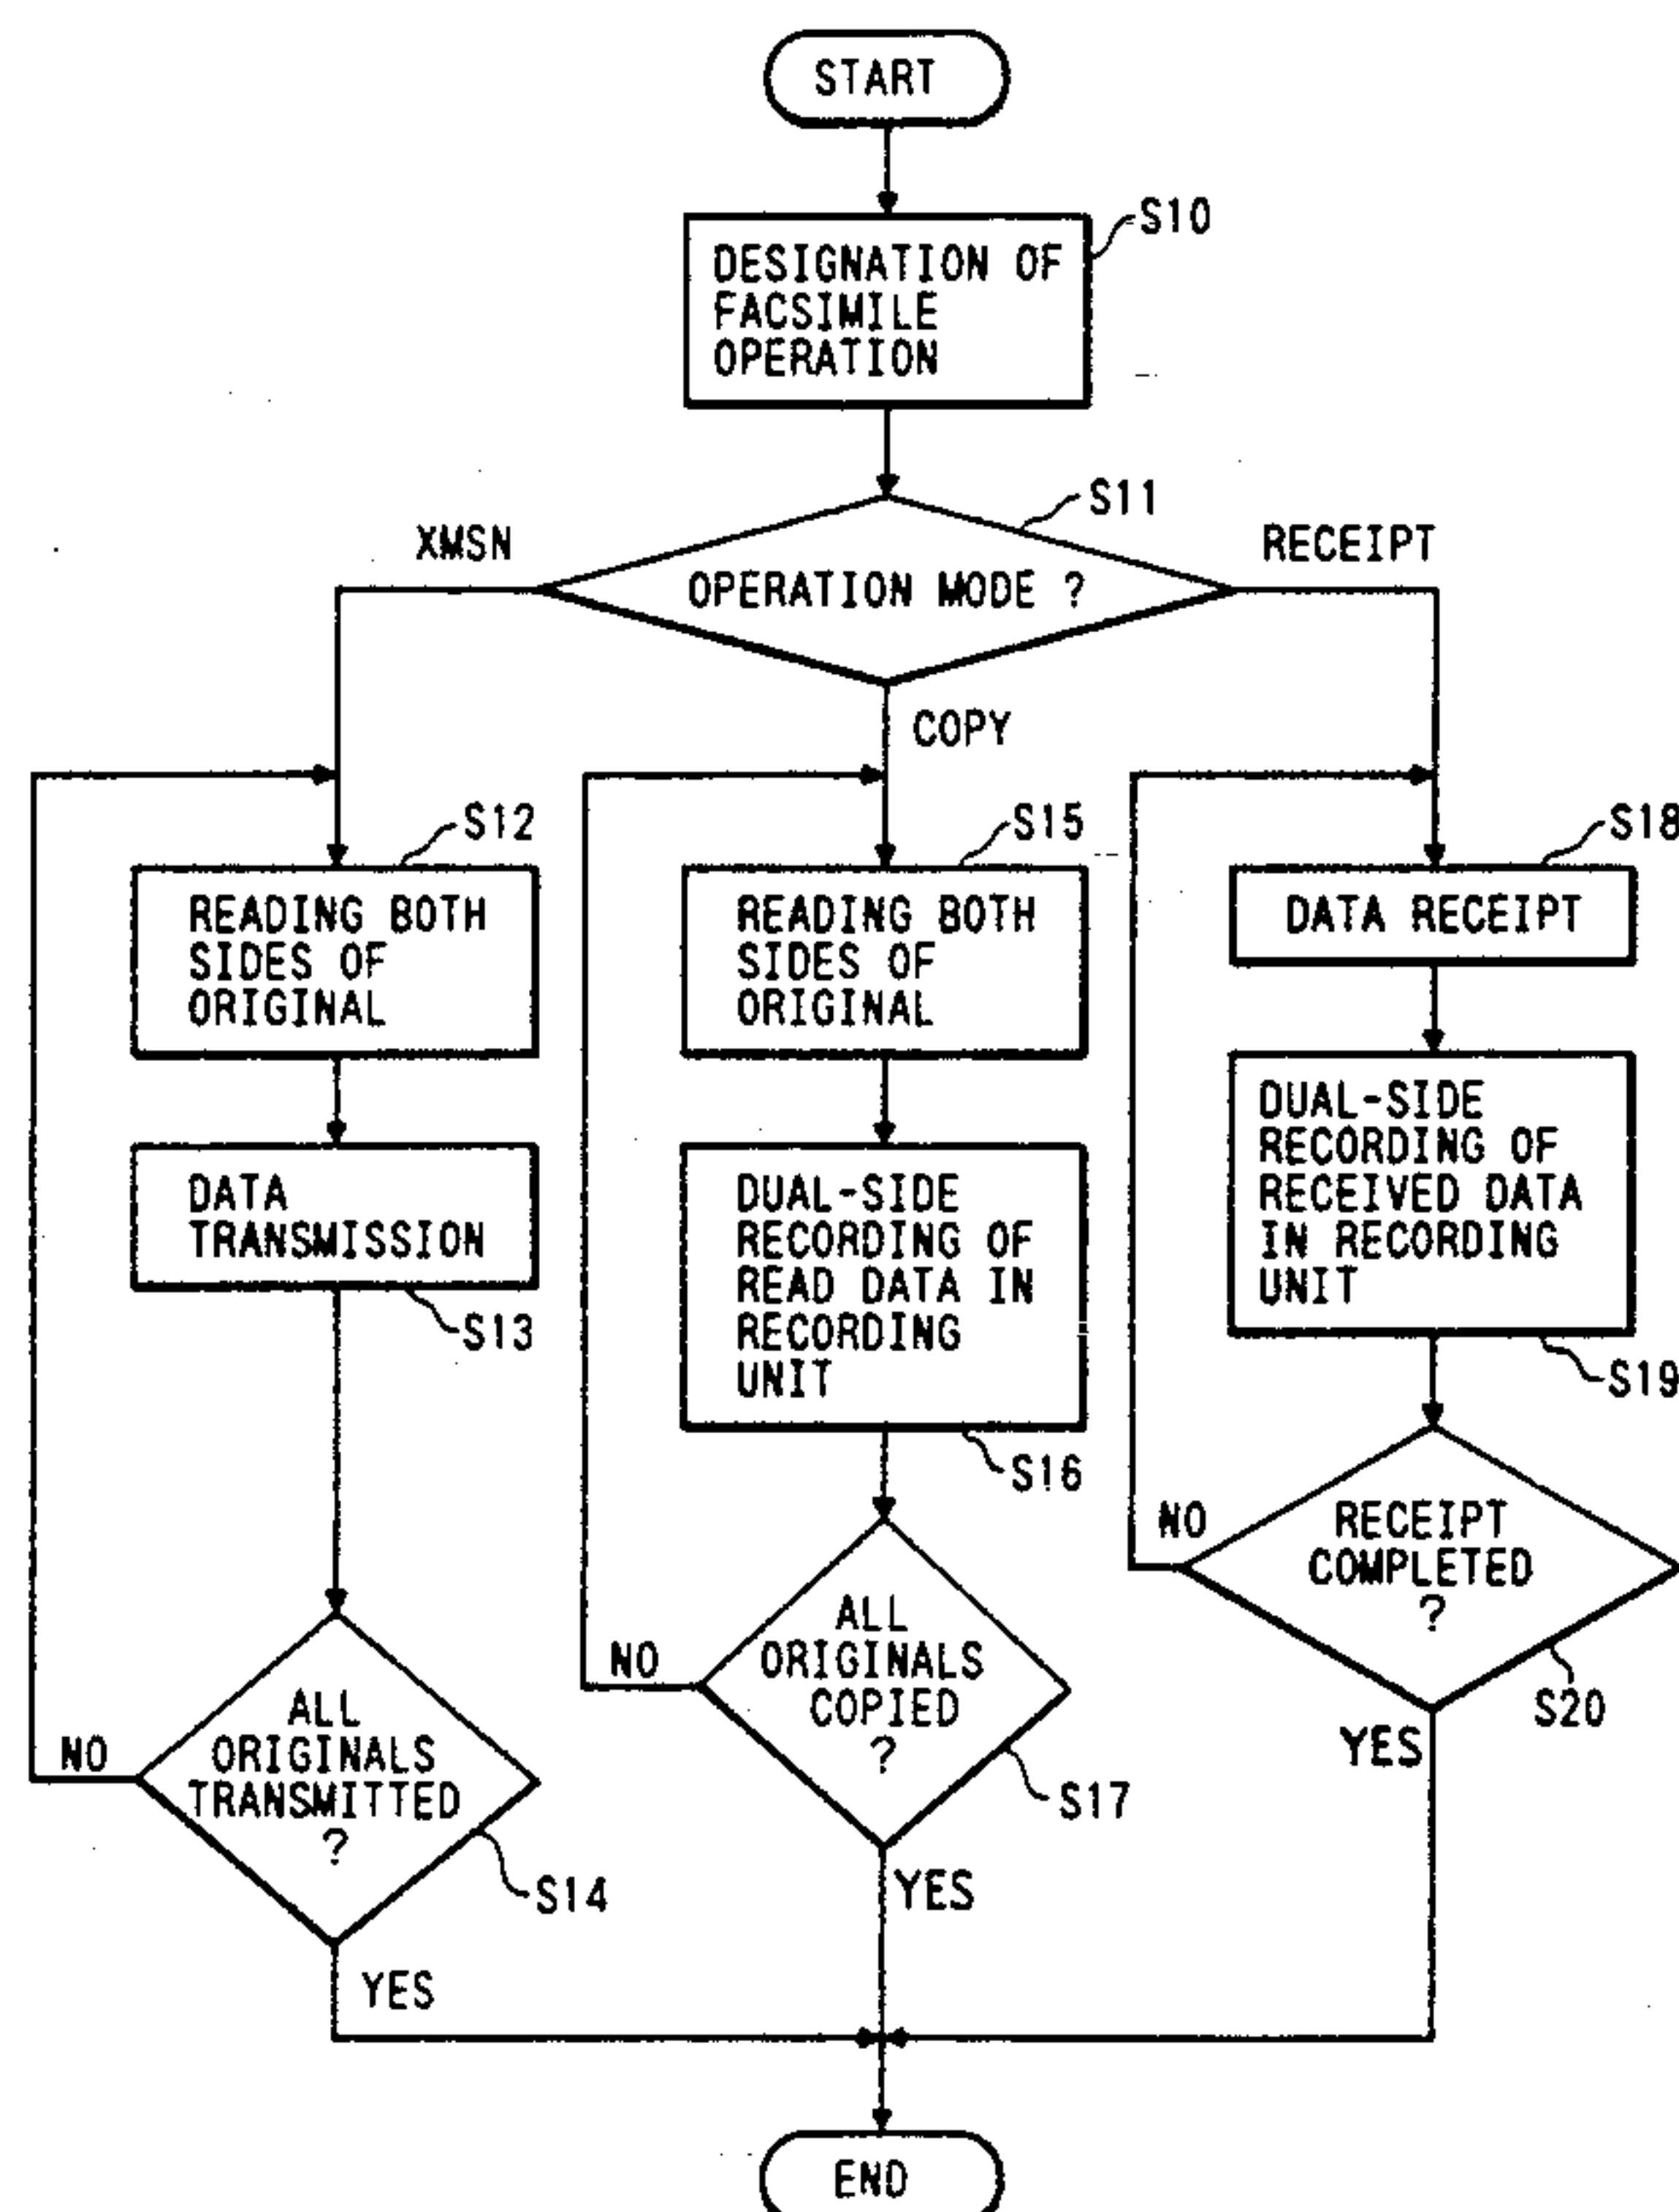 START
S10
DESIGNATION OF
FACSIMILE
OPERATION
S11
XMSN
RECEIPT
OPERATION MODE ?
COPY
S12
READING BOTH
SIDES OF
ORIGINAL
DATA
TRANSMISSION
S13
ALL
ORIGINALS
TRANSMITTED
?
NO
S14
YES
S15
READING BOTH
SIDES OF
ORIGINAL
DUAL-SIDE
RECORDING OF
READ DATA IN
RECORDING
UNIT
S16
ALL
ORIGINALS
COPIED
?
NO
S17
YES
S18
DATA RECEIPT
DUAL-SIDE
RECORDING OF
RECEIVED DATA
IN RECORDING
UNIT
S19
NO
RECEIPT
COMPLETED
?
S20
YES
END